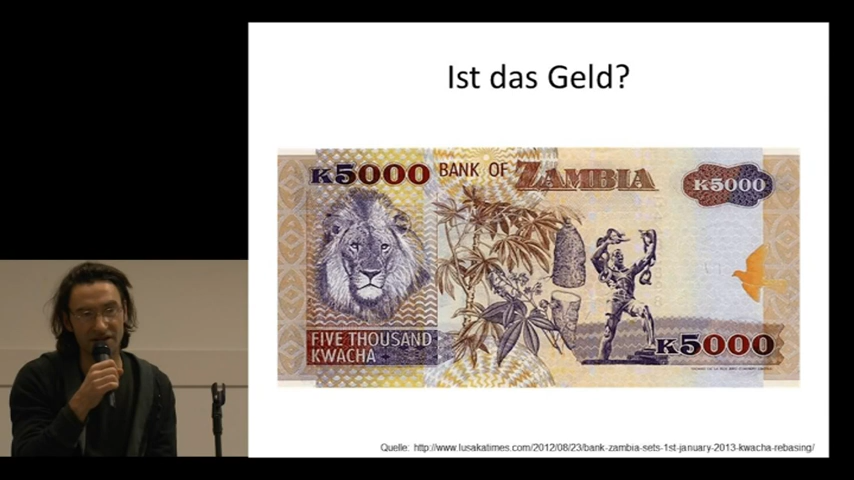 Ist das Geld?
K5000 BANK OF ZAMBIA K5000
FIVE THOUSAND
KWACHA
K5000
Quelle: http://www.lusakatimes.com/2012/08/23/bank-zambia-sets-1st-january-2013-kwacha-rebasing/